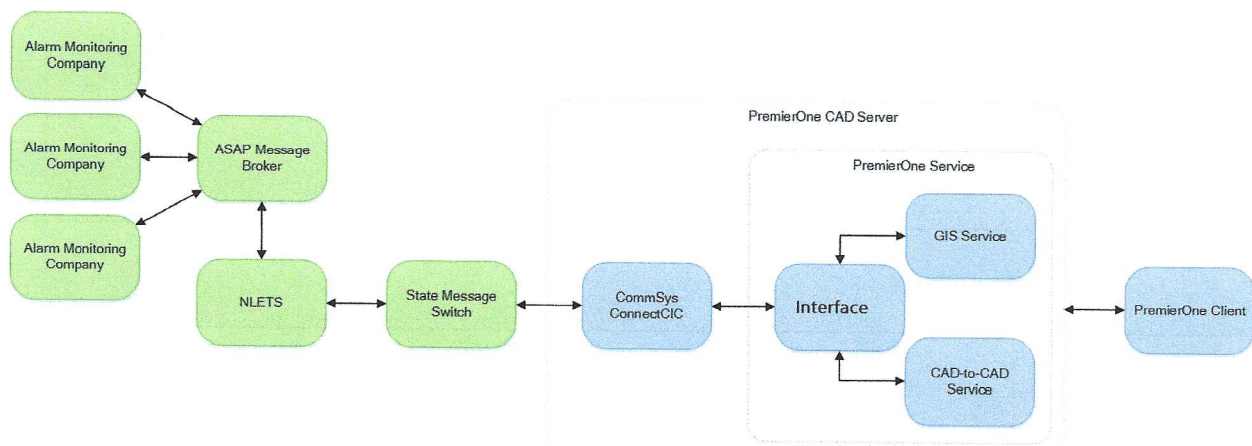 Alarm Monitoring
Company
Alarm Monitoring
Company
Alarm Monitoring
Company
ASAP Message
Broker
NLETS
State Message
Switch
PremierOne CAD Server
CommSys
ConnectCIC
PremierOne Service
Interface
GIS Service
CAD-to-CAD
Service
PremierOne Client